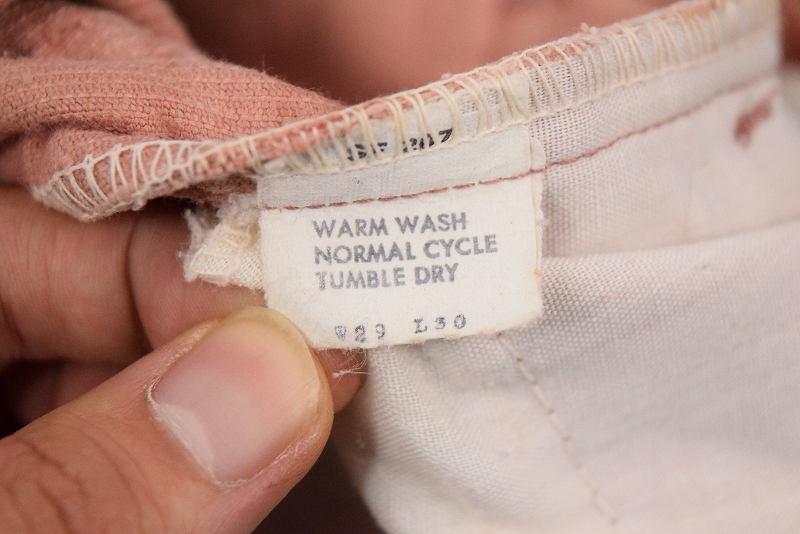 WARM WASH
NORMAL CYCLE
TUMBLE DRY
W29 L30